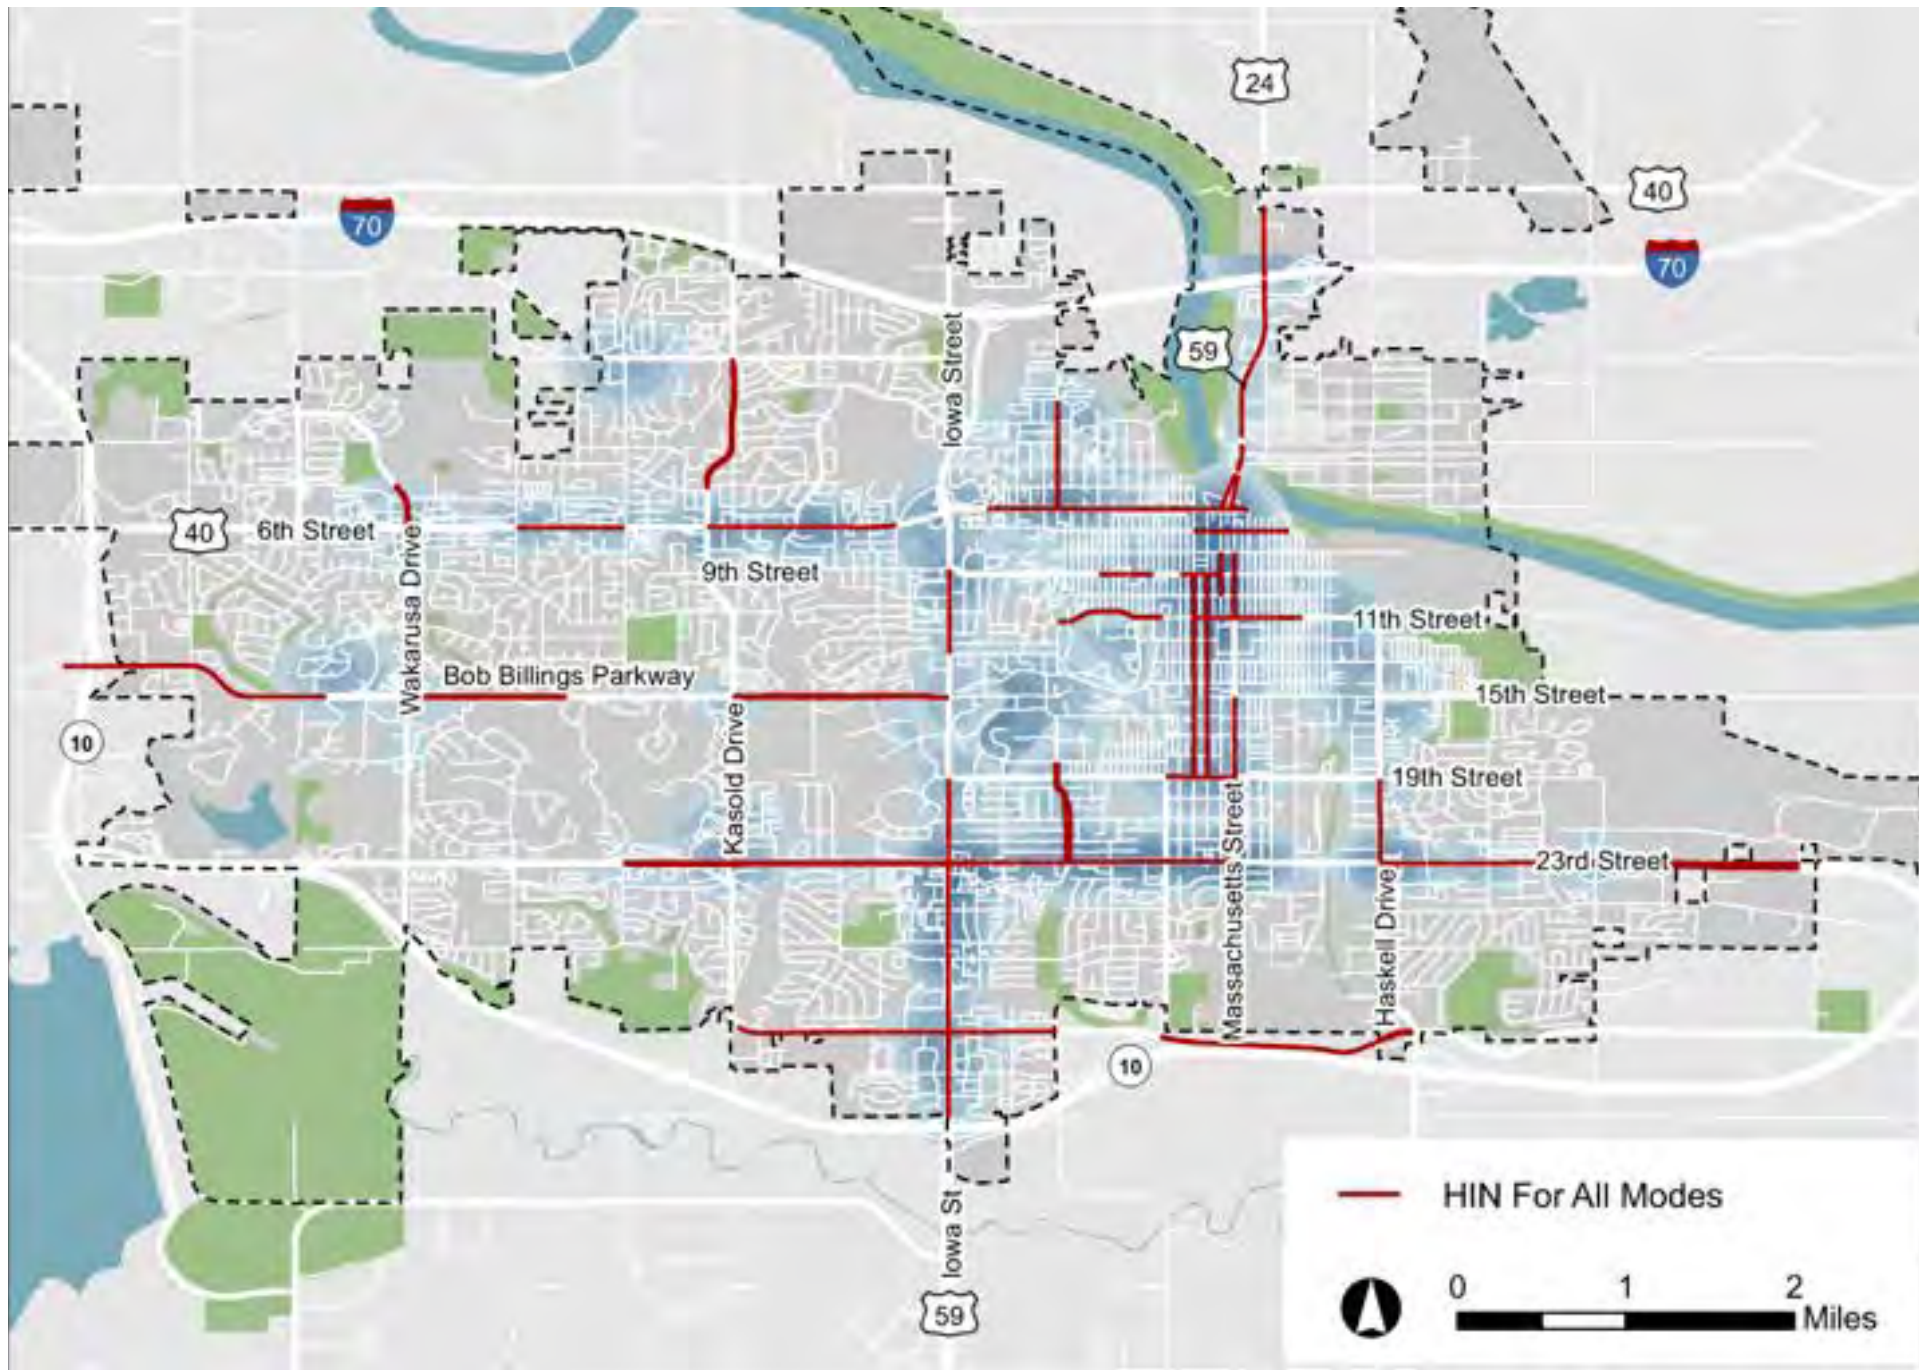 24
40
70
70
59
Iowa Street
40
6th Street
Wakarusa Drive
9th Street
11th Street
Bob Billings Parkway
15th Street
10
Kasold Drive
19th Street
Massachusetts Street
23rd Street
Haskell Drive
10
Iowa St
59
HIN For All Modes
0 1 2
Miles